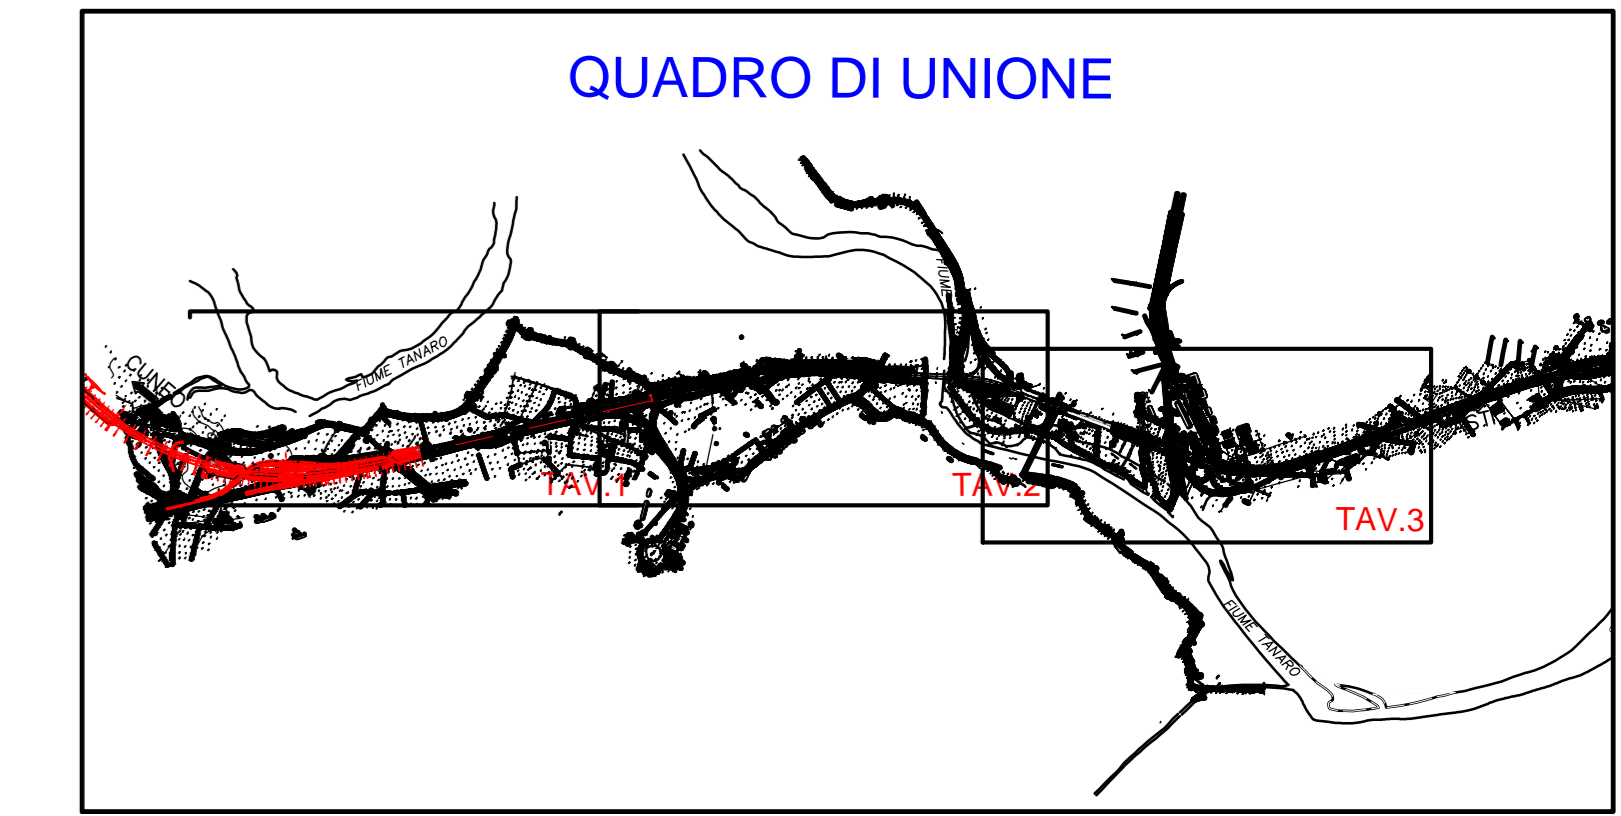 QUADRO DI UNIONE
FIUME
FIUME TANARO
CUNEO
TAV.1
TAV.2
TAV.3
FIUME TANARO